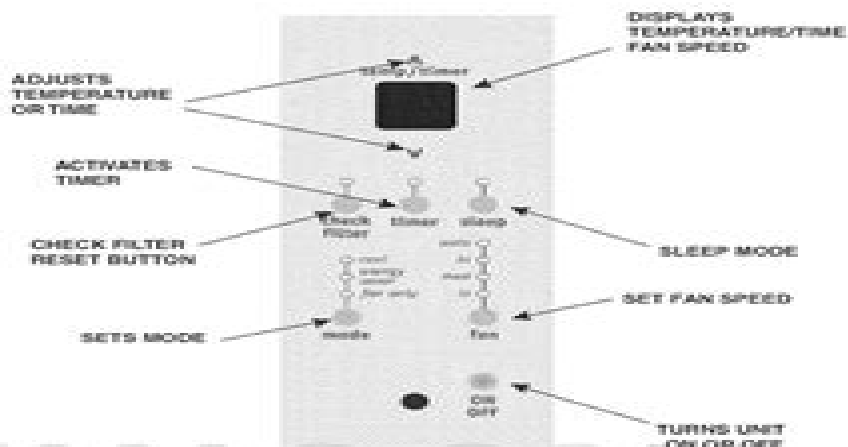 DISPLAYS
TEMPERATURE/TIME
FAN SPEED
temp/timer
ADJUSTS
TEMPERATURE
OR TIME
ACTIVATES
TIMER
check
filter
timer
sleep
CHECK FILTER
RESET BUTTON
SLEEP MODE
auto
hi
med
lo
cool
energy
saver
fan only
SET FAN SPEED
SETS MODE
mode
fan
ON
OFF
TURNS UNIT
ON OR OFF